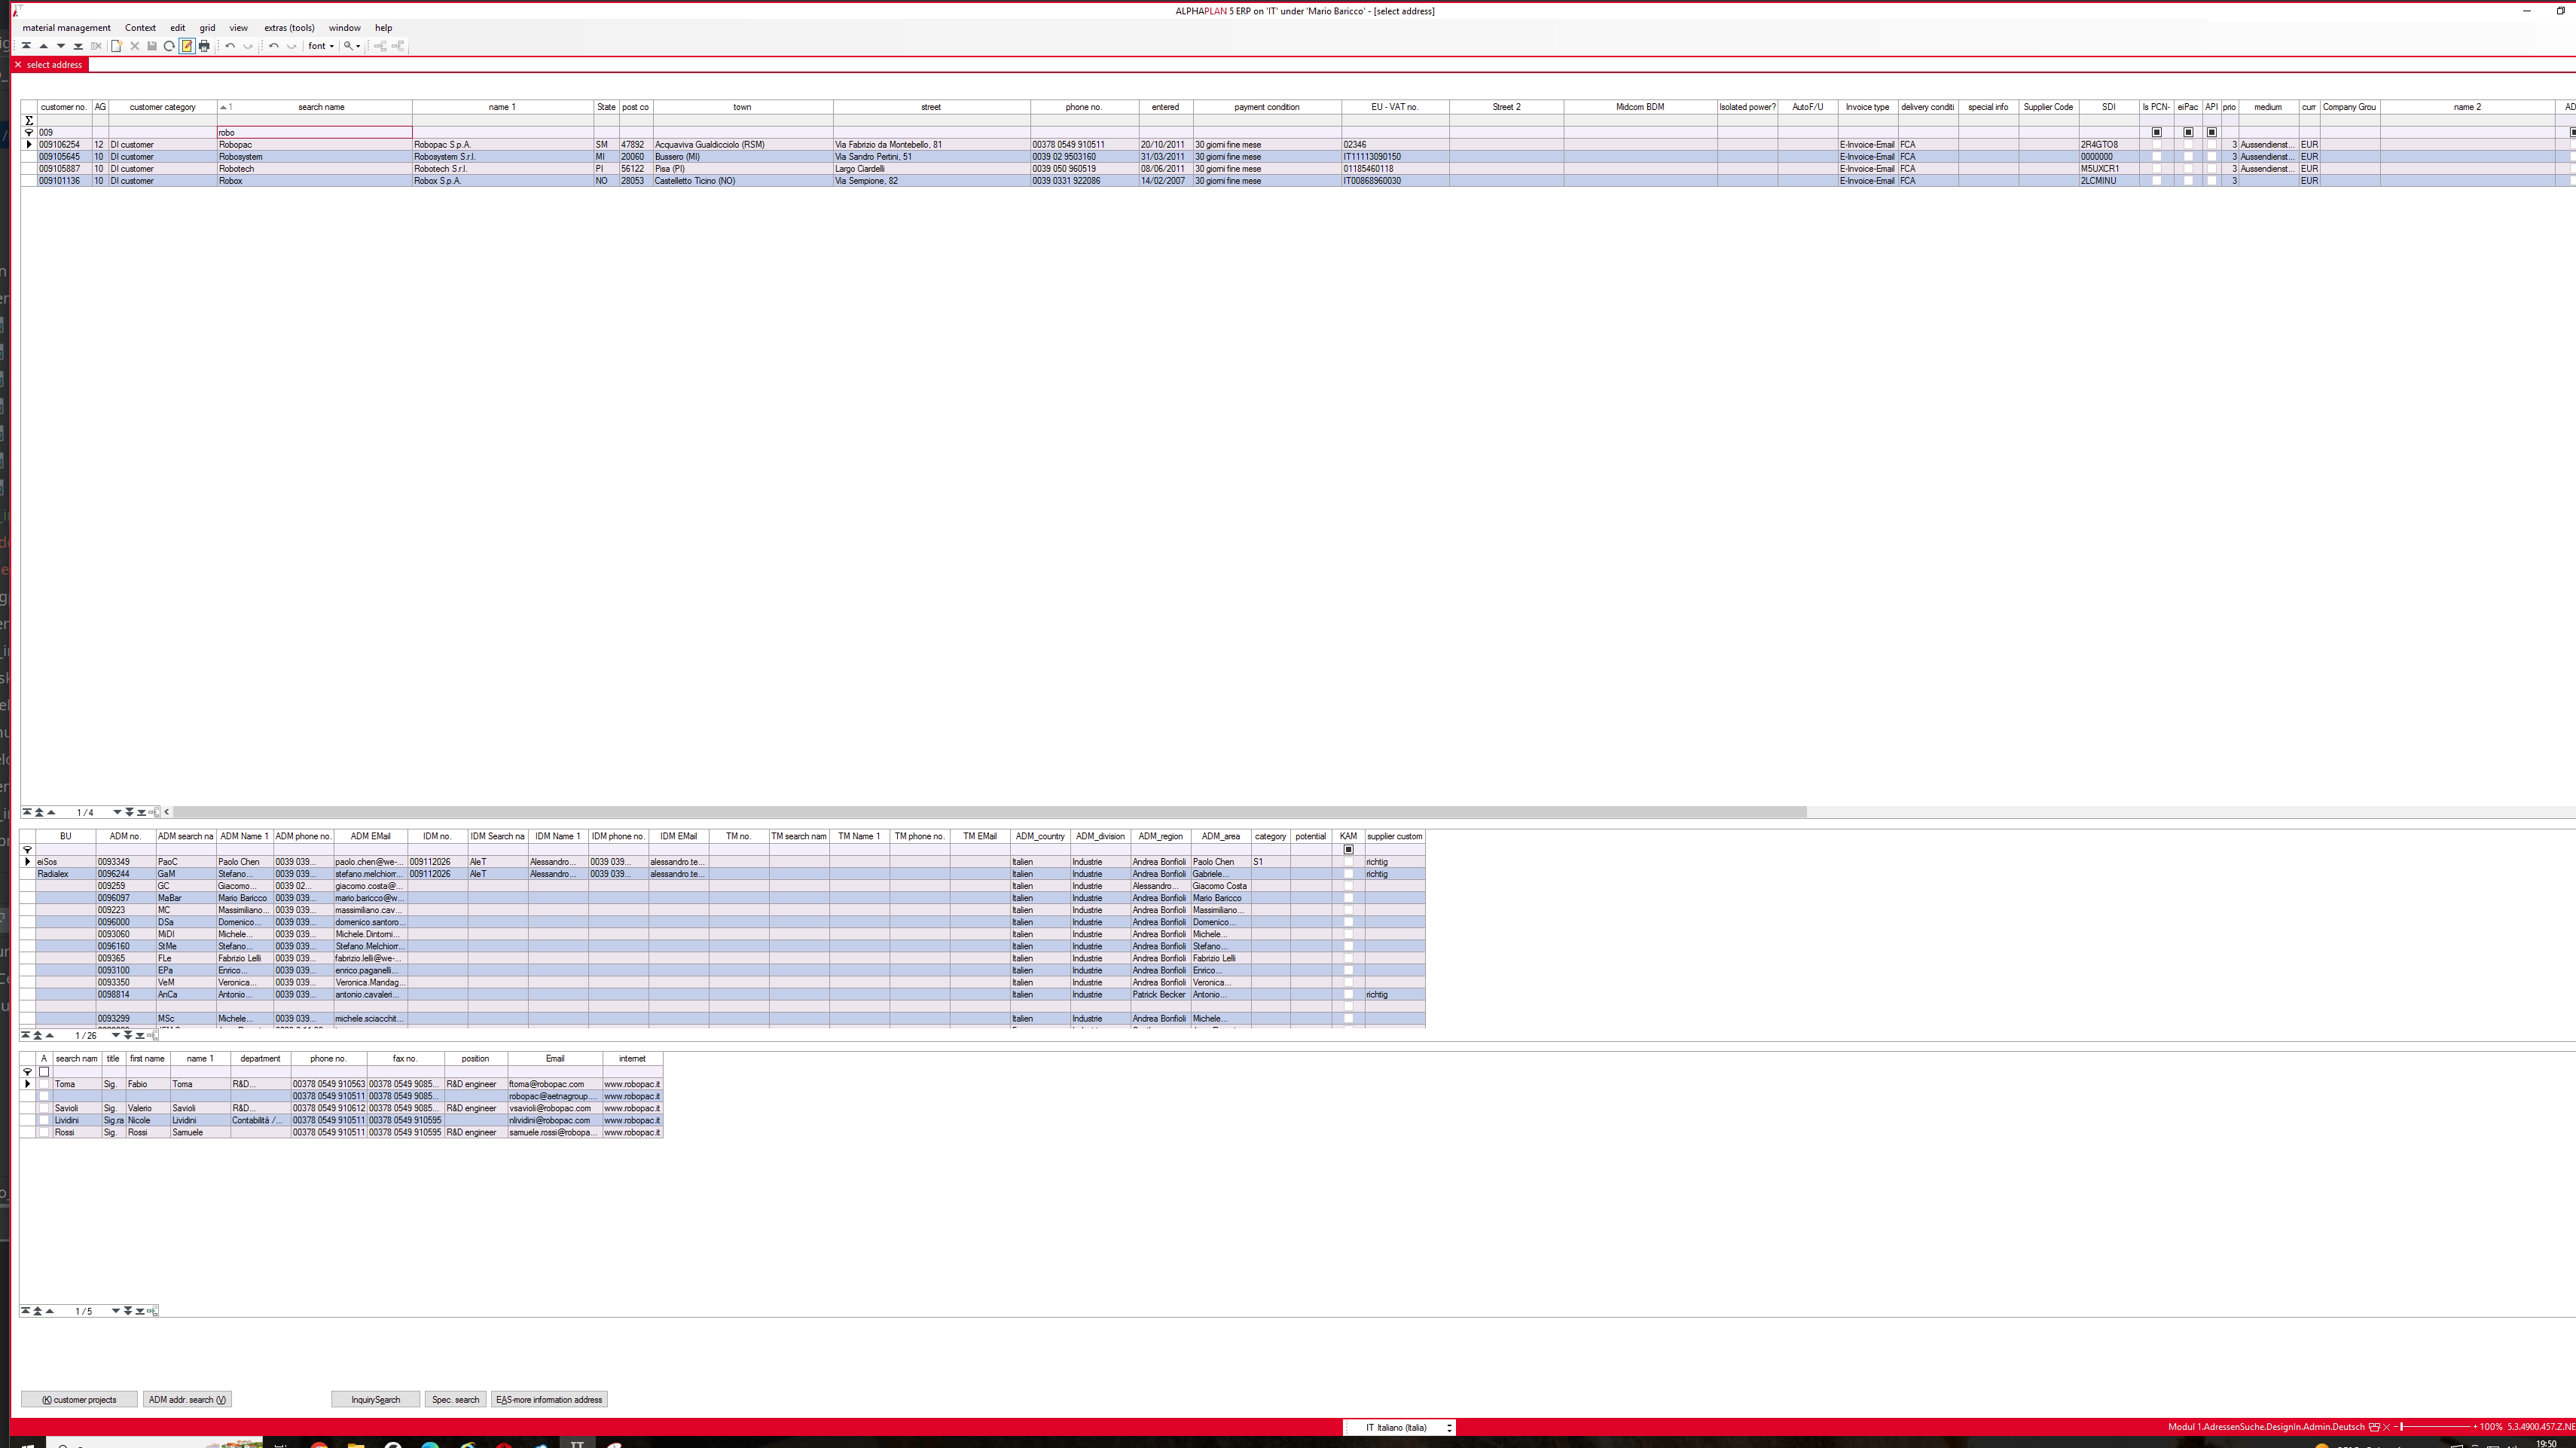 ALPHAPLAN 5 ERP on 'IT' under 'Mario Baricco' - [select address]
material management Context edit grid view extras (tools) window help
font
select address
customer no. AG customer category 1 search name name 1 State post co town street phone no. entered payment condition EU - VAT no. Street 2 Midcom BDM Isolated power? AutoF/U Invoice type delivery conditi special info Supplier Code SDI Is PCN- eiPac API prio medium curr Company Grou name 2 AD
Σ
009 robo
009106254 12 DI customer Robopac Robopac S.p.A. SM 47892 Acquaviva Gualdicciolo (RSM) Via Fabrizio da Montebello, 81 00378 0549 910511 20/10/2011 30 giorni fine mese 02346 E-Invoice-Email FCA 2R4GTO8 3 Aussendienst... EUR
009105645 10 DI customer Robosystem Robosystem S.r.l. MI 20060 Bussero (MI) Via Sandro Pertini, 51 0039 02 9503160 31/03/2011 30 giorni fine mese IT11113090150 E-Invoice-Email FCA 0000000 3 Aussendienst... EUR
009105887 10 DI customer Robotech Robotech S.r.l. PI 56122 Pisa (PI) Largo Ciardelli 0039 050 960519 08/06/2011 30 giorni fine mese 01185460118 E-Invoice-Email FCA M5UXCR1 3 Aussendienst... EUR
009101136 10 DI customer Robox Robox S.p.A. NO 28053 Castelletto Ticino (NO) Via Sempione, 82 0039 0331 922086 14/02/2007 30 giorni fine mese IT00868960030 E-Invoice-Email FCA 2LCMINU 3 EUR
1 / 4
BU ADM no. ADM search na ADM Name 1 ADM phone no. ADM EMail IDM no. IDM Search na IDM Name 1 IDM phone no. IDM EMail TM no. TM search nam TM Name 1 TM phone no. TM EMail ADM_country ADM_division ADM_region ADM_area category potential KAM supplier custom
eiSos 0093349 PaoC Paolo Chen 0039 039... paolo.chen@we-... 009112026 AleT Alessandro... 0039 039... alessandro.te... Italien Industrie Andrea Bonfioli Paolo Chen S1 richtig
Radialex 0096244 GaM Stefano... 0039 039... stefano.melchiorr... 009112026 AleT Alessandro... 0039 039... alessandro.te... Italien Industrie Andrea Bonfioli Gabriele... richtig
009259 GC Giacomo... 0039 02... giacomo.costa@... Italien Industrie Alessandro... Giacomo Costa
0096097 MaBar Mario Baricco 0039 039... mario.baricco@w... Italien Industrie Andrea Bonfioli Mario Baricco
009223 MC Massimiliano... 0039 039... massimiliano.cav... Italien Industrie Andrea Bonfioli Massimiliano...
0096000 DSa Domenico... 0039 039... domenico.santoro... Italien Industrie Andrea Bonfioli Domenico...
0093060 MiDI Michele... 0039 039... Michele.Dintorni... Italien Industrie Andrea Bonfioli Michele...
0096160 StMe Stefano... 0039 039... Stefano.Melchiorr... Italien Industrie Andrea Bonfioli Stefano...
009365 FLe Fabrizio Lelli 0039 039... fabrizio.lelli@we-... Italien Industrie Andrea Bonfioli Fabrizio Lelli
0093100 EPa Enrico... 0039 039... enrico.paganelli... Italien Industrie Andrea Bonfioli Enrico...
0093350 VeM Veronica... 0039 039... Veronica.Mandag... Italien Industrie Andrea Bonfioli Veronica...
0098814 AnCa Antonio... 0039 039... antonio.cavaleri... Italien Industrie Patrick Becker Antonio... richtig
0093299 MSc Michele... 0039 039... michele.sciacchit... Italien Industrie Andrea Bonfioli Michele...
1 / 26
A search nam title first name name 1 department phone no. fax no. position Email internet
Toma Sig. Fabio Toma R&D... 00378 0549 910563 00378 0549 9085... R&D engineer ftoma@robopac.com www.robopac.it
00378 0549 910511 00378 0549 9085... robopac@aetnagroup.... www.robopac.it
Savioli Sig. Valerio Savioli R&D... 00378 0549 910612 00378 0549 9085... R&D engineer vsavioli@robopac.com www.robopac.it
Lividini Sig.ra Nicole Lividini Contabilità /... 00378 0549 910511 00378 0549 910595 nlividini@robopac.com www.robopac.it
Rossi Sig. Rossi Samuele 00378 0549 910511 00378 0549 910595 R&D engineer samuele.rossi@robopa... www.robopac.it
1 / 5
(K) customer projects ADM addr. search (V) InquirySearch Spec. search EAS-more information address
IT Italiano (Italia) Modul 1.AdressenSuche.DesignIn.Admin.Deutsch - + 100% 5.3.4900.457.Z.NE
19:50